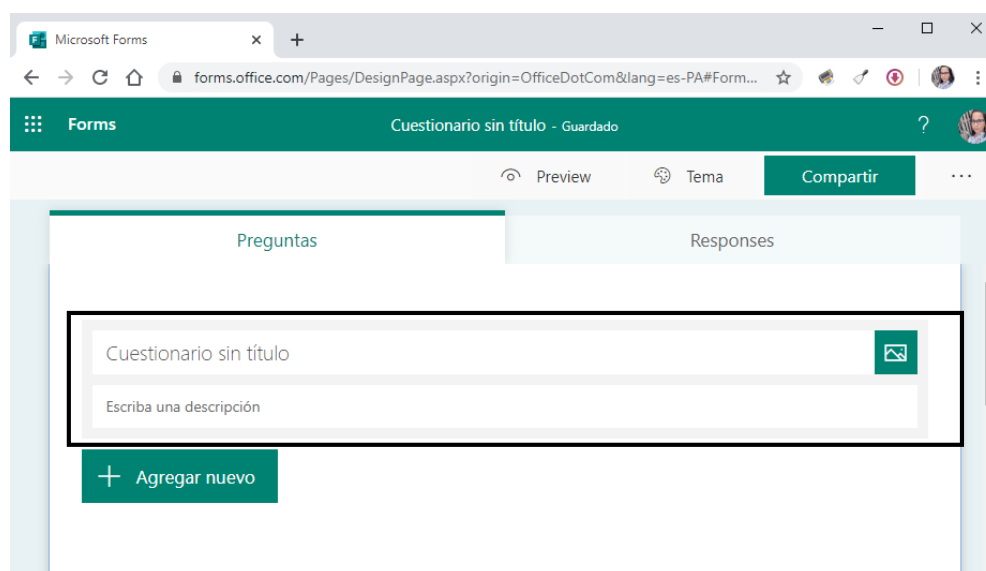 Microsoft Forms
forms.office.com/Pages/DesignPage.aspx?origin=OfficeDotCom&lang=es-PA#Form...
Forms
Cuestionario sin título - Guardado
?
Preview
Tema
Compartir
...
Preguntas
Responses
Cuestionario sin título
Escriba una descripción
+ Agregar nuevo